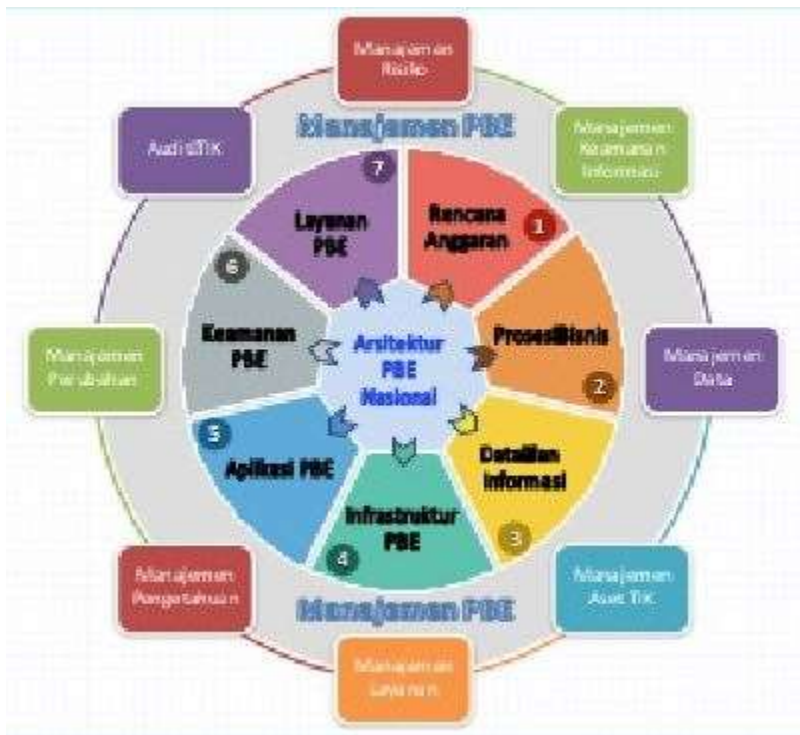 Manajemen
Risiko
Manajemen PBE
Audit TIK
Manajemen
Keamanan
Informasi
7
Layanan
PBE
Rencana
Anggaran
1
6
Keamanan
PBE
Arsitektur
PBE
Nasional
Proses Bisnis
2
Manajemen
Perubahan
Manajemen
Data
5
Aplikasi PBE
Data dan
Informasi
3
Infrastruktur
PBE
4
Manajemen
Pengetahuan
Manajemen
Aset TIK
Manajemen PBE
Manajemen
Layanan